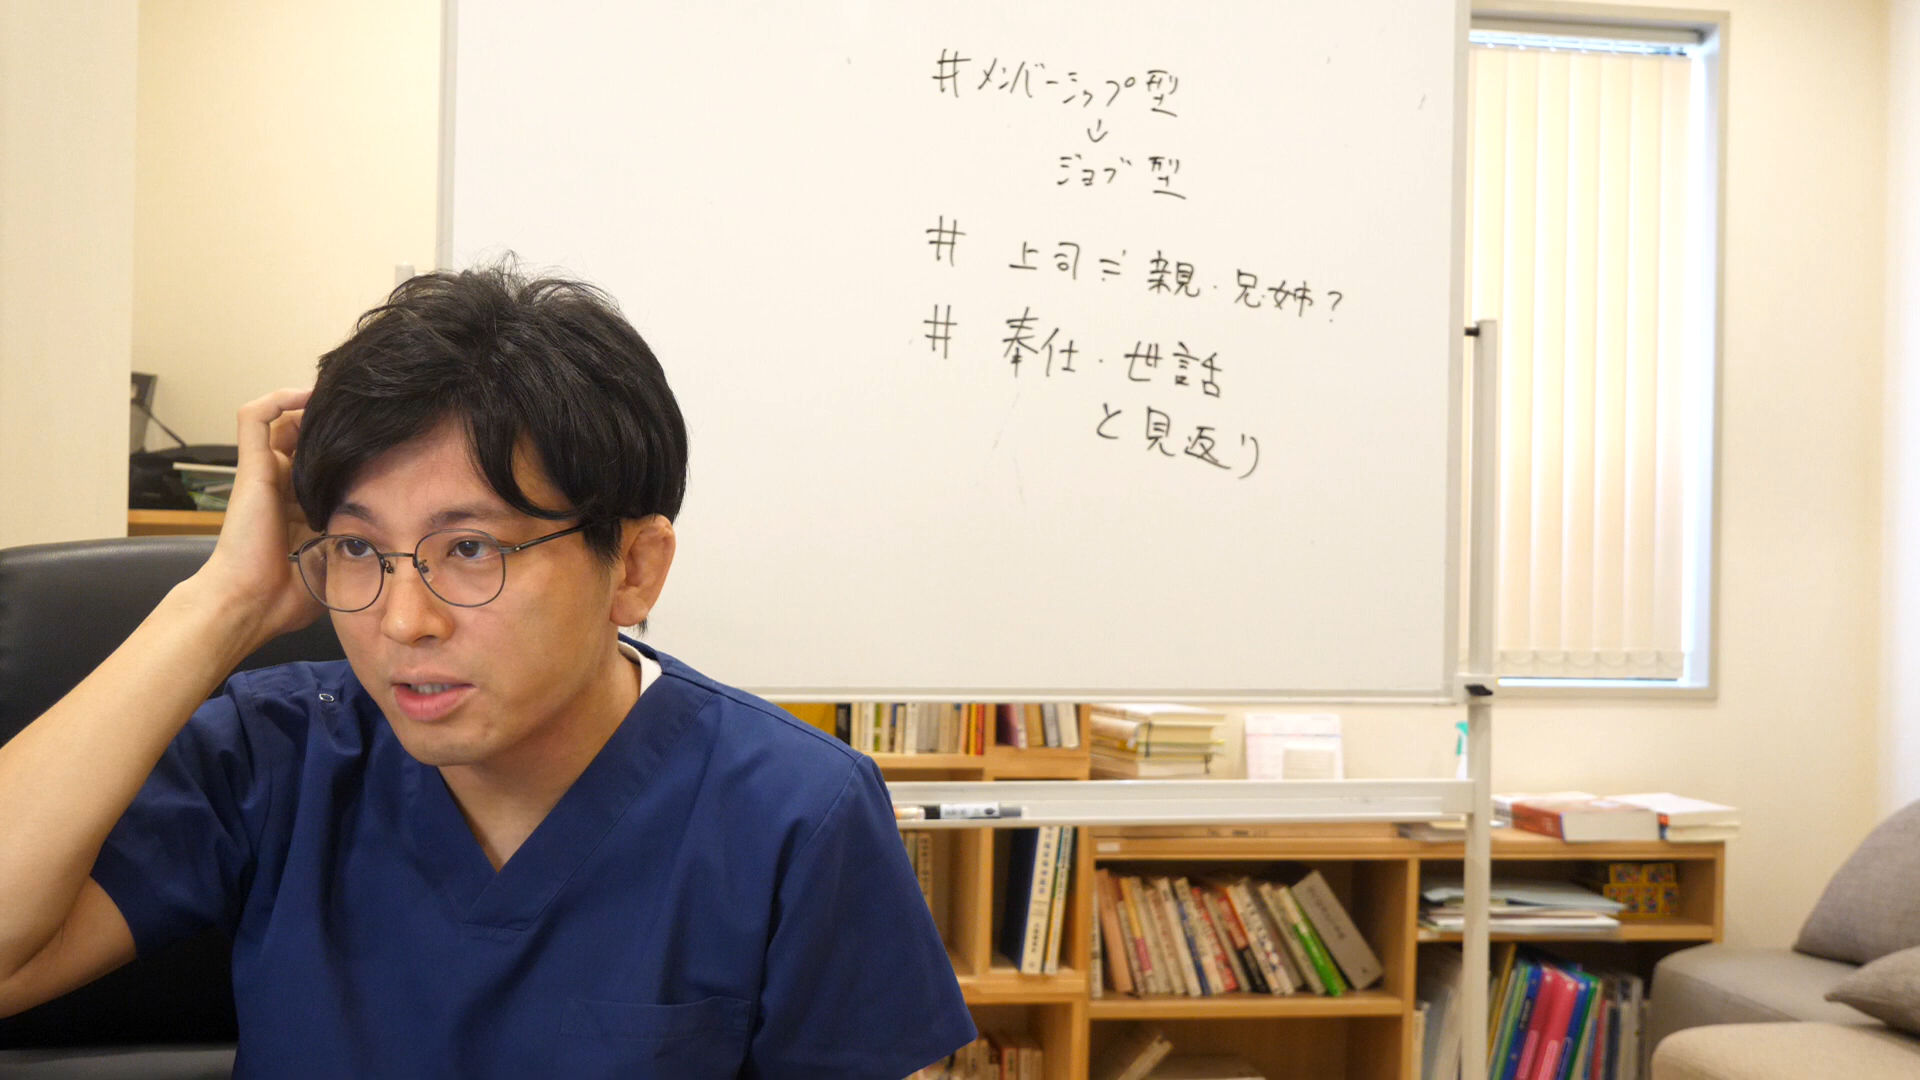 # メンバーシップ型
↓
ジョブ型
# 上司≒親・兄・姉?
# 奉仕・世話
と見返り